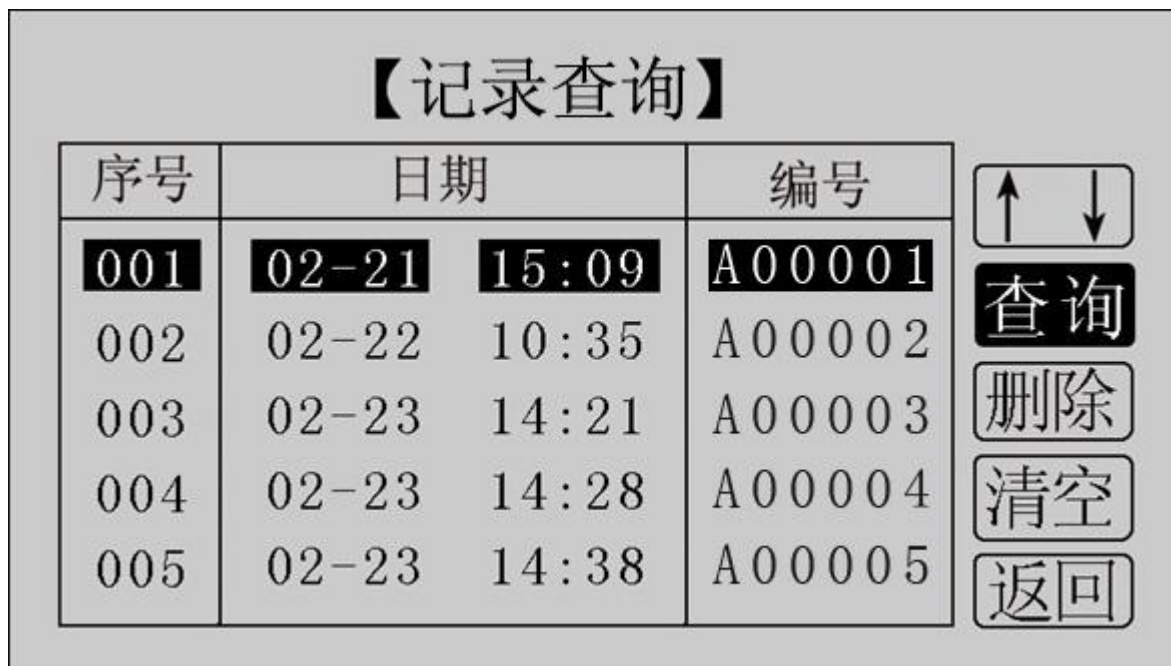 【记录查询】
序号 日期 编号
↑ ↓
001 02-21 15:09 A00001
查询
002 02-22 10:35 A00002
003 02-23 14:21 A00003
删除
004 02-23 14:28 A00004
清空
005 02-23 14:38 A00005
返回